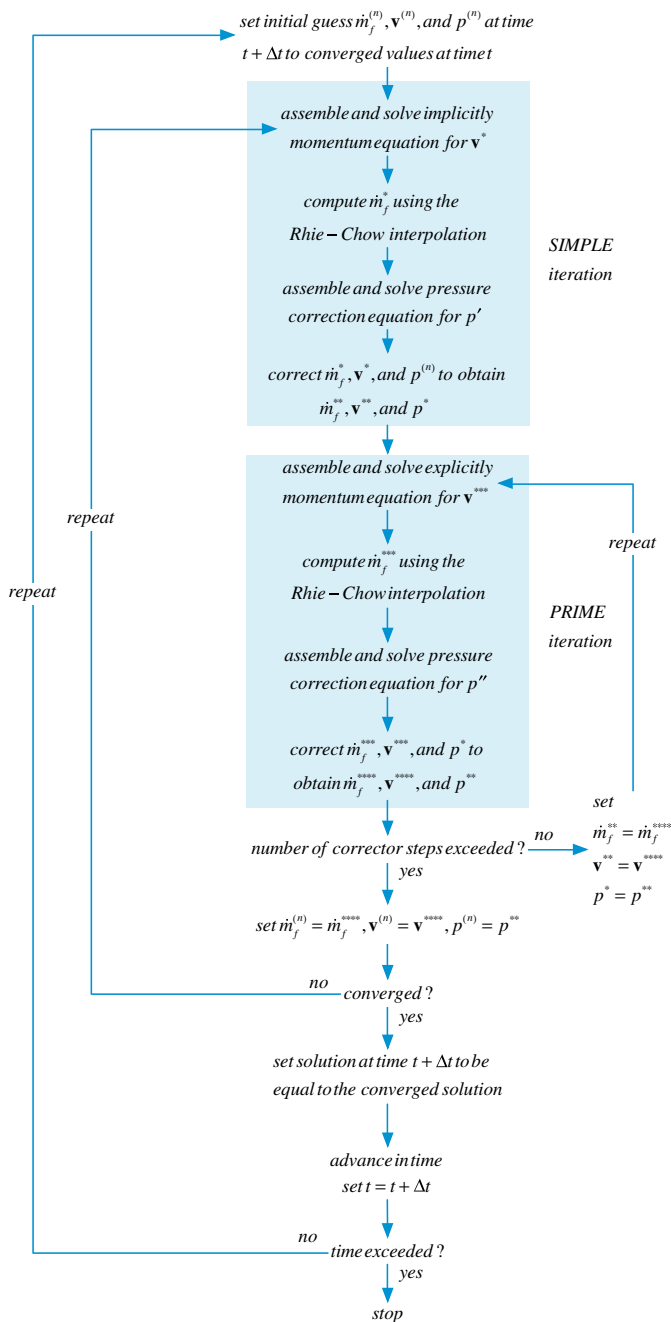 set initial guess ṁ_f^(n), v^(n), and p^(n) at time
t + Δt to converged values at time t
assemble and solve implicitly
momentum equation for v^*
compute ṁ_f^* using the
Rhie – Chow interpolation
SIMPLE
iteration
assemble and solve pressure
correction equation for p′
correct ṁ_f^*, v^*, and p^(n) to obtain
ṁ_f^**, v^**, and p^*
assemble and solve explicitly
momentum equation for v^***
repeat
repeat
compute ṁ_f^*** using the
Rhie – Chow interpolation
repeat
PRIME
iteration
assemble and solve pressure
correction equation for p″
correct ṁ_f^***, v^***, and p^* to
obtain ṁ_f^****, v^****, and p^**
set
ṁ_f^** = ṁ_f^****
v^** = v^****
p^* = p^**
number of corrector steps exceeded ?
no
yes
set ṁ_f^(n) = ṁ_f^****, v^(n) = v^****, p^(n) = p^**
no
converged ?
yes
set solution at time t + Δt to be
equal to the converged solution
advance in time
set t = t + Δt
no
time exceeded ?
yes
stop